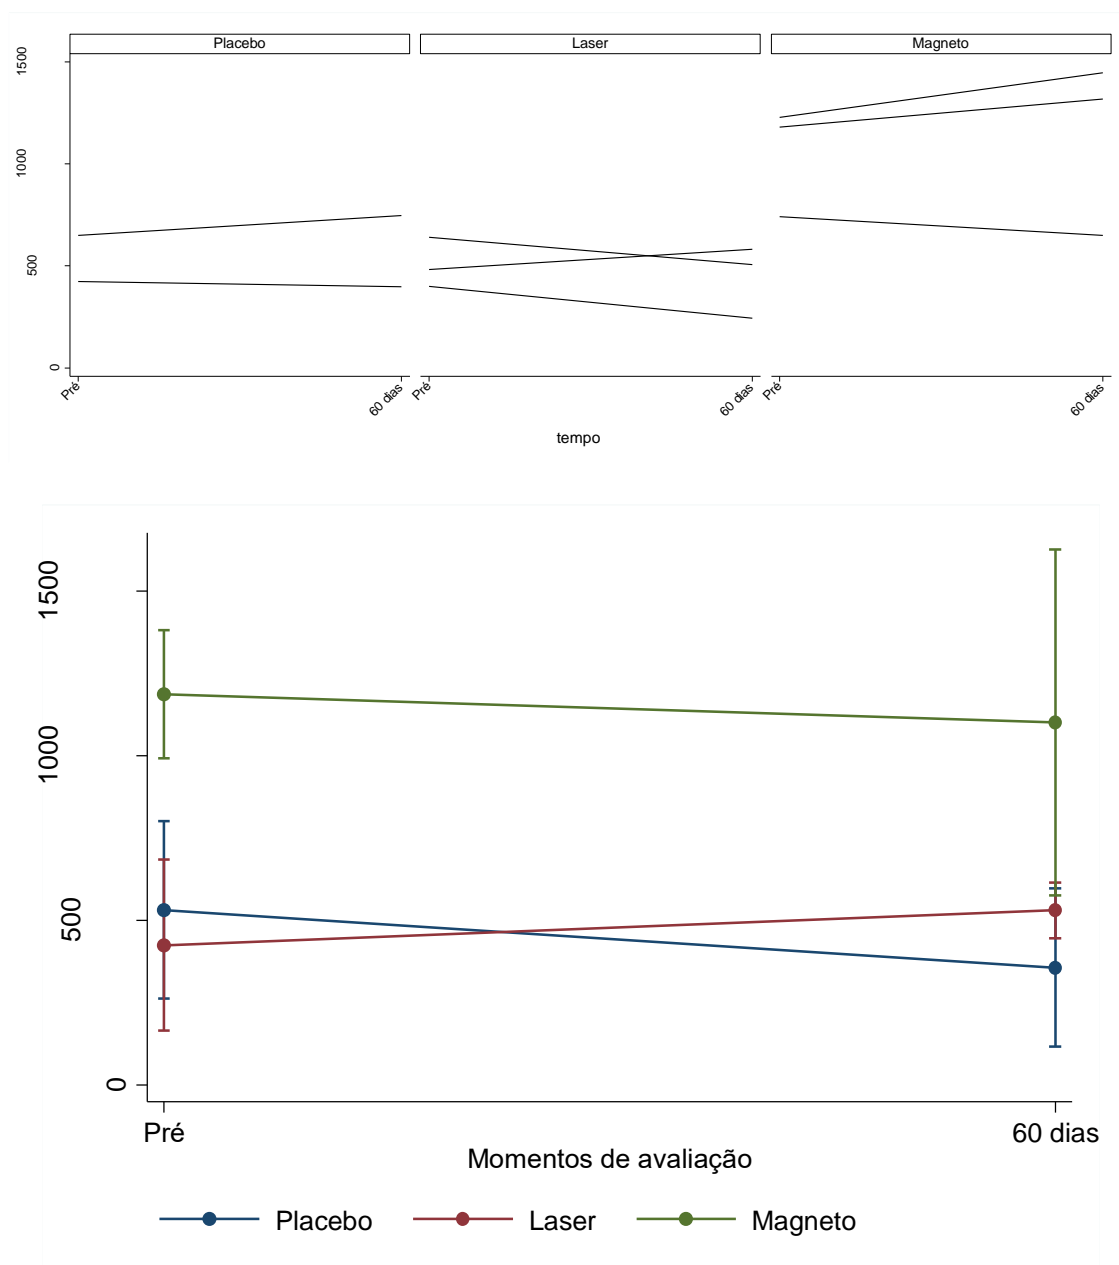 Placebo Laser Magneto
1500
1000
500
0
Pré 60 dias Pré 60 dias Pré 60 dias
tempo
1500
1000
500
0
Pré 60 dias
Momentos de avaliação
Placebo Laser Magneto